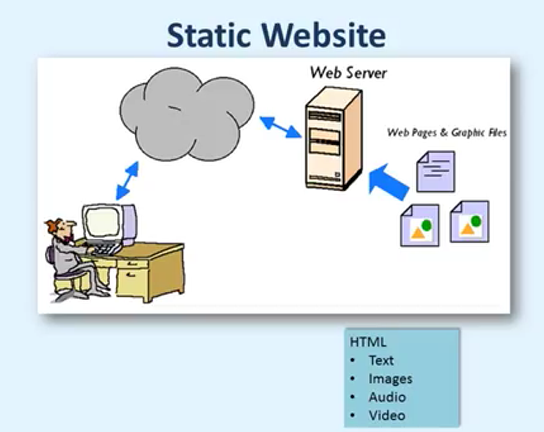 Static Website
Web Server
Web Pages & Graphic Files
HTML
• Text
• Images
• Audio
• Video